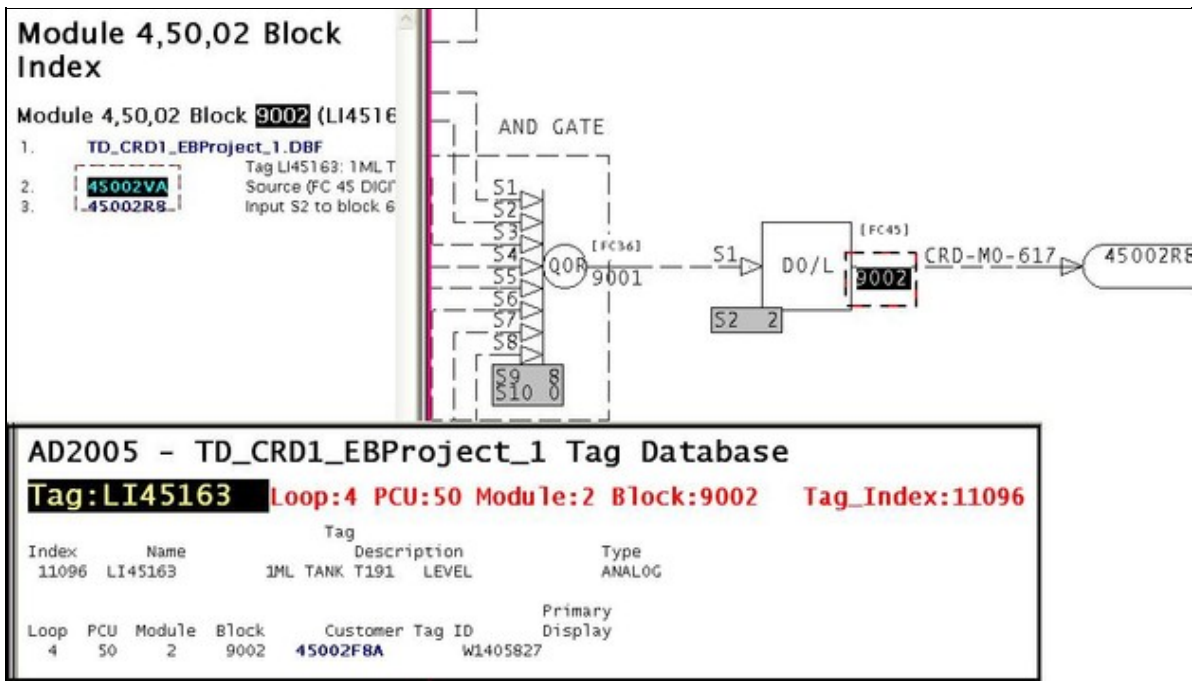 Module 4,50,02 Block
Index
Module 4,50,02 Block 9002 (LI4516
1. TD_CRD1_EBProject_1.DBF
Tag LI45163: 1ML T
2. 45002VA Source (FC 45 DIGIT
3. 45002R8 Input S2 to block 6
AND GATE
S1
S2
S3
S4
S5
S6
S7
S8
S9 8
S10 0
QOR
[FC36]
9001
S1
D0/L
S2 2
[FC45]
9002
CRD-MO-617
45002R8
AD2005 - TD_CRD1_EBProject_1 Tag Database
Tag:LI45163 Loop:4 PCU:50 Module:2 Block:9002 Tag_Index:11096
Tag
Index Name Description Type
11096 LI45163 1ML TANK T191 LEVEL ANALOG
Primary
Loop PCU Module Block Customer Tag ID Display
4 50 2 9002 45002F8A W1405827